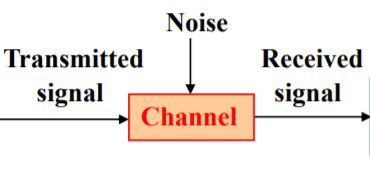 Noise
Transmitted
signal
Channel
Received
signal